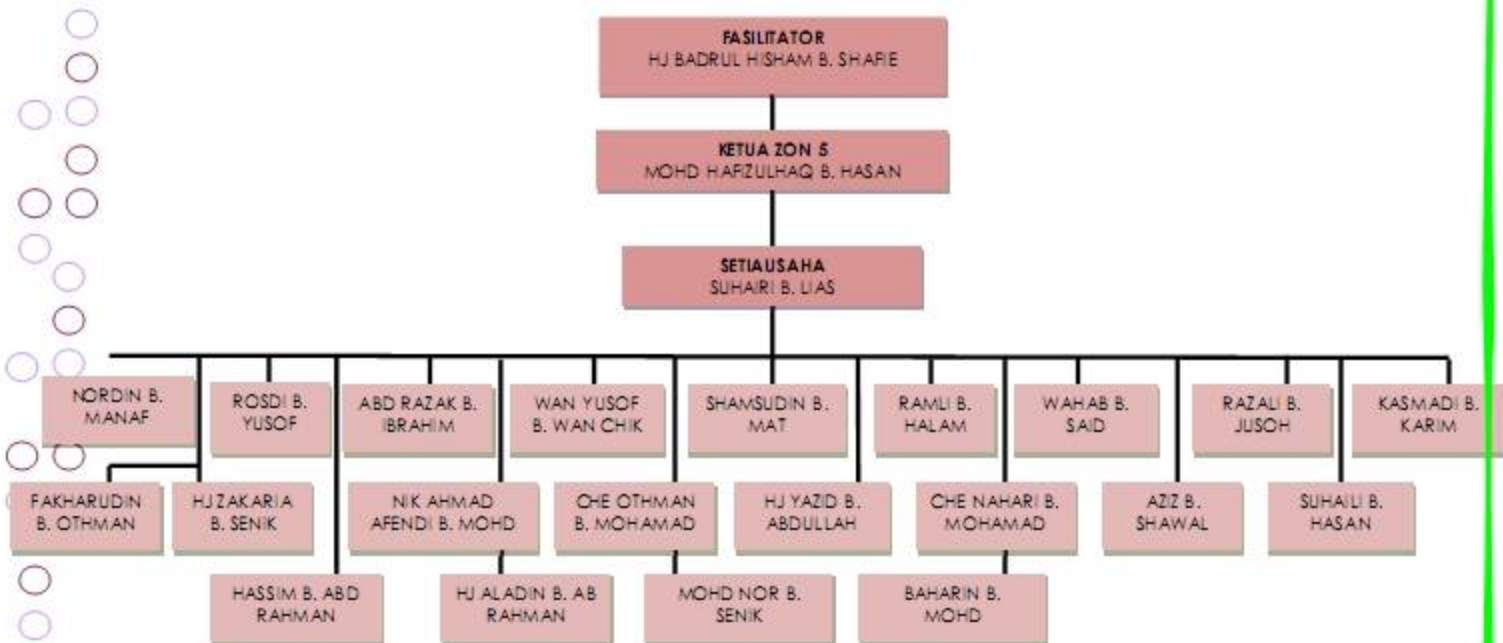 FASILITATOR
HJ BADRUL HISHAM B. SHAFIE
KETUA ZON 5
MOHD HAFIZULHAQ B. HASAN
SETIAUSAHA
SUHAIRI B. LIAS
NORDIN B.
MANAF
ROSDI B.
YUSOF
ABD RAZAK B.
IBRAHIM
WAN YUSOF
B. WAN CHIK
SHAMSUDIN B.
MAT
RAMLI B.
HALAM
WAHAB B.
SAID
RAZALI B.
JUSOH
KASMADI B.
KARIM
FAKHARUDIN
B. OTHMAN
HJ ZAKARIA
B. SENIK
NIK AHMAD
AFENDI B. MOHD
CHE OTHMAN
B. MOHAMAD
HJ YAZID B.
ABDULLAH
CHE NAHARI B.
MOHAMAD
AZIZ B.
SHAWAL
SUHAILI B.
HASAN
HASSIM B. ABD
RAHMAN
HJ ALADIN B. AB
RAHMAN
MOHD NOR B.
SENIK
BAHARIN B.
MOHD